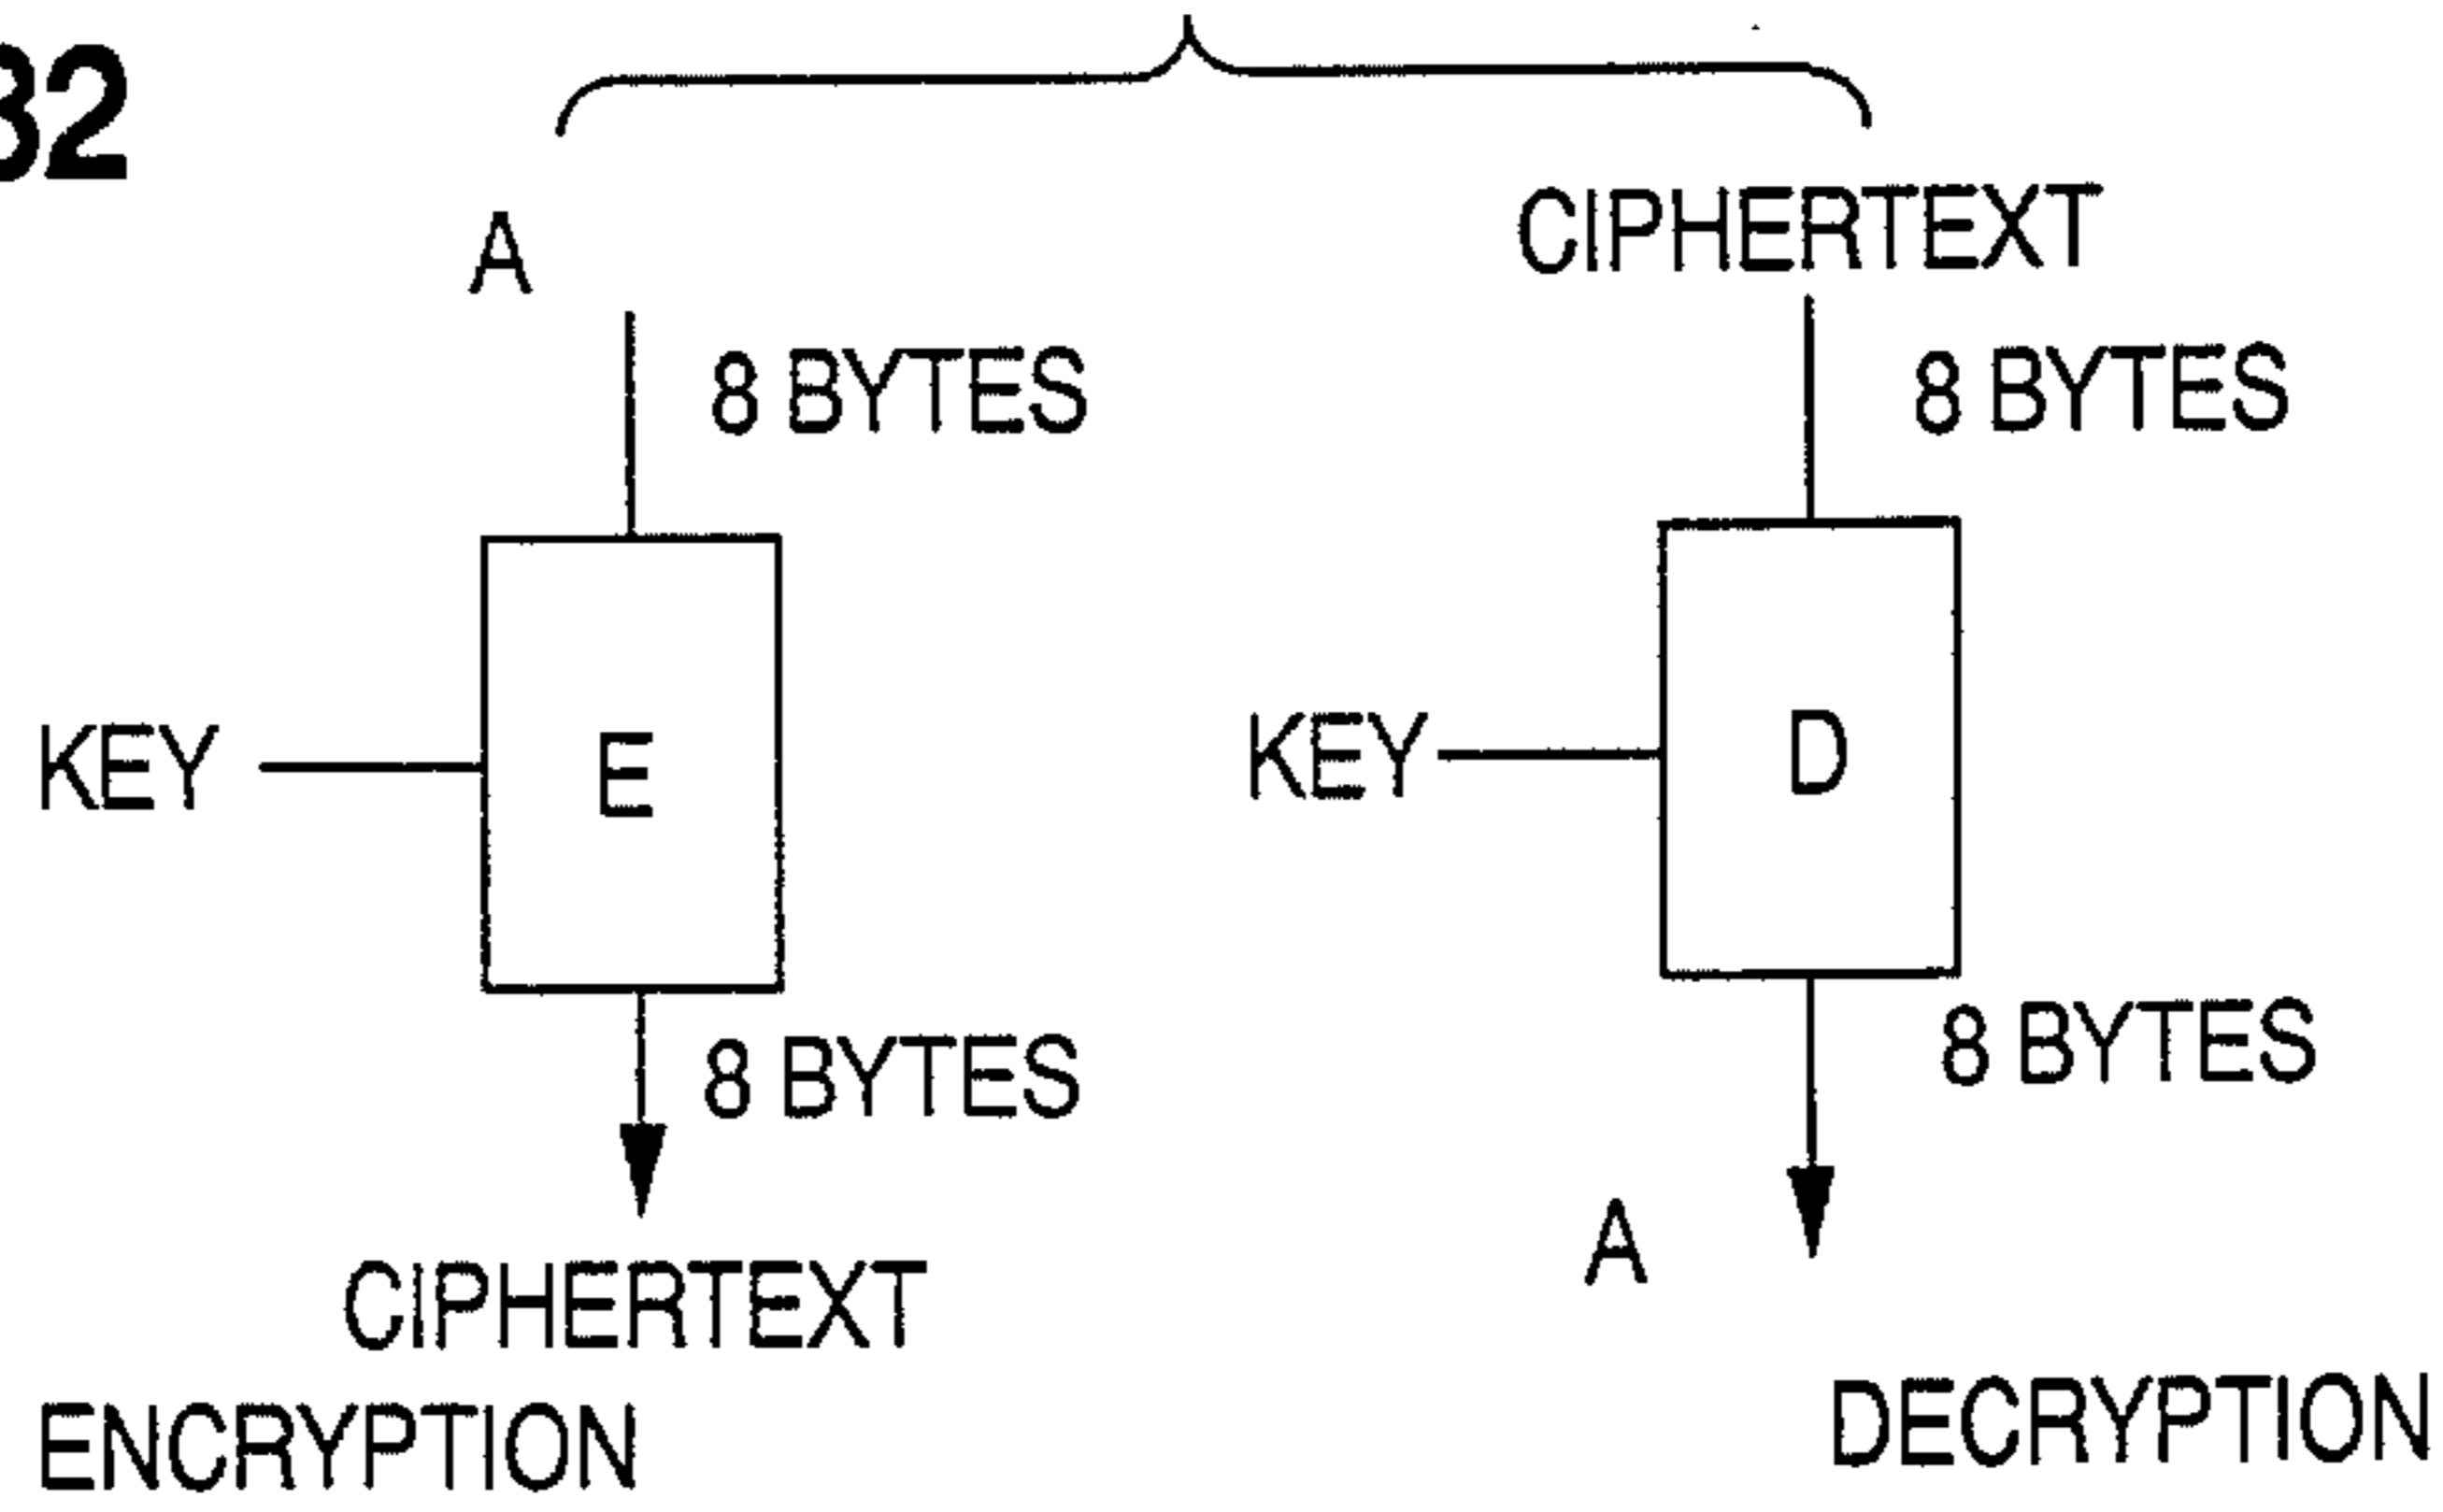 32
A
8 BYTES
KEY
E
8 BYTES
CIPHERTEXT
ENCRYPTION
CIPHERTEXT
8 BYTES
KEY
D
8 BYTES
A
DECRYPTION